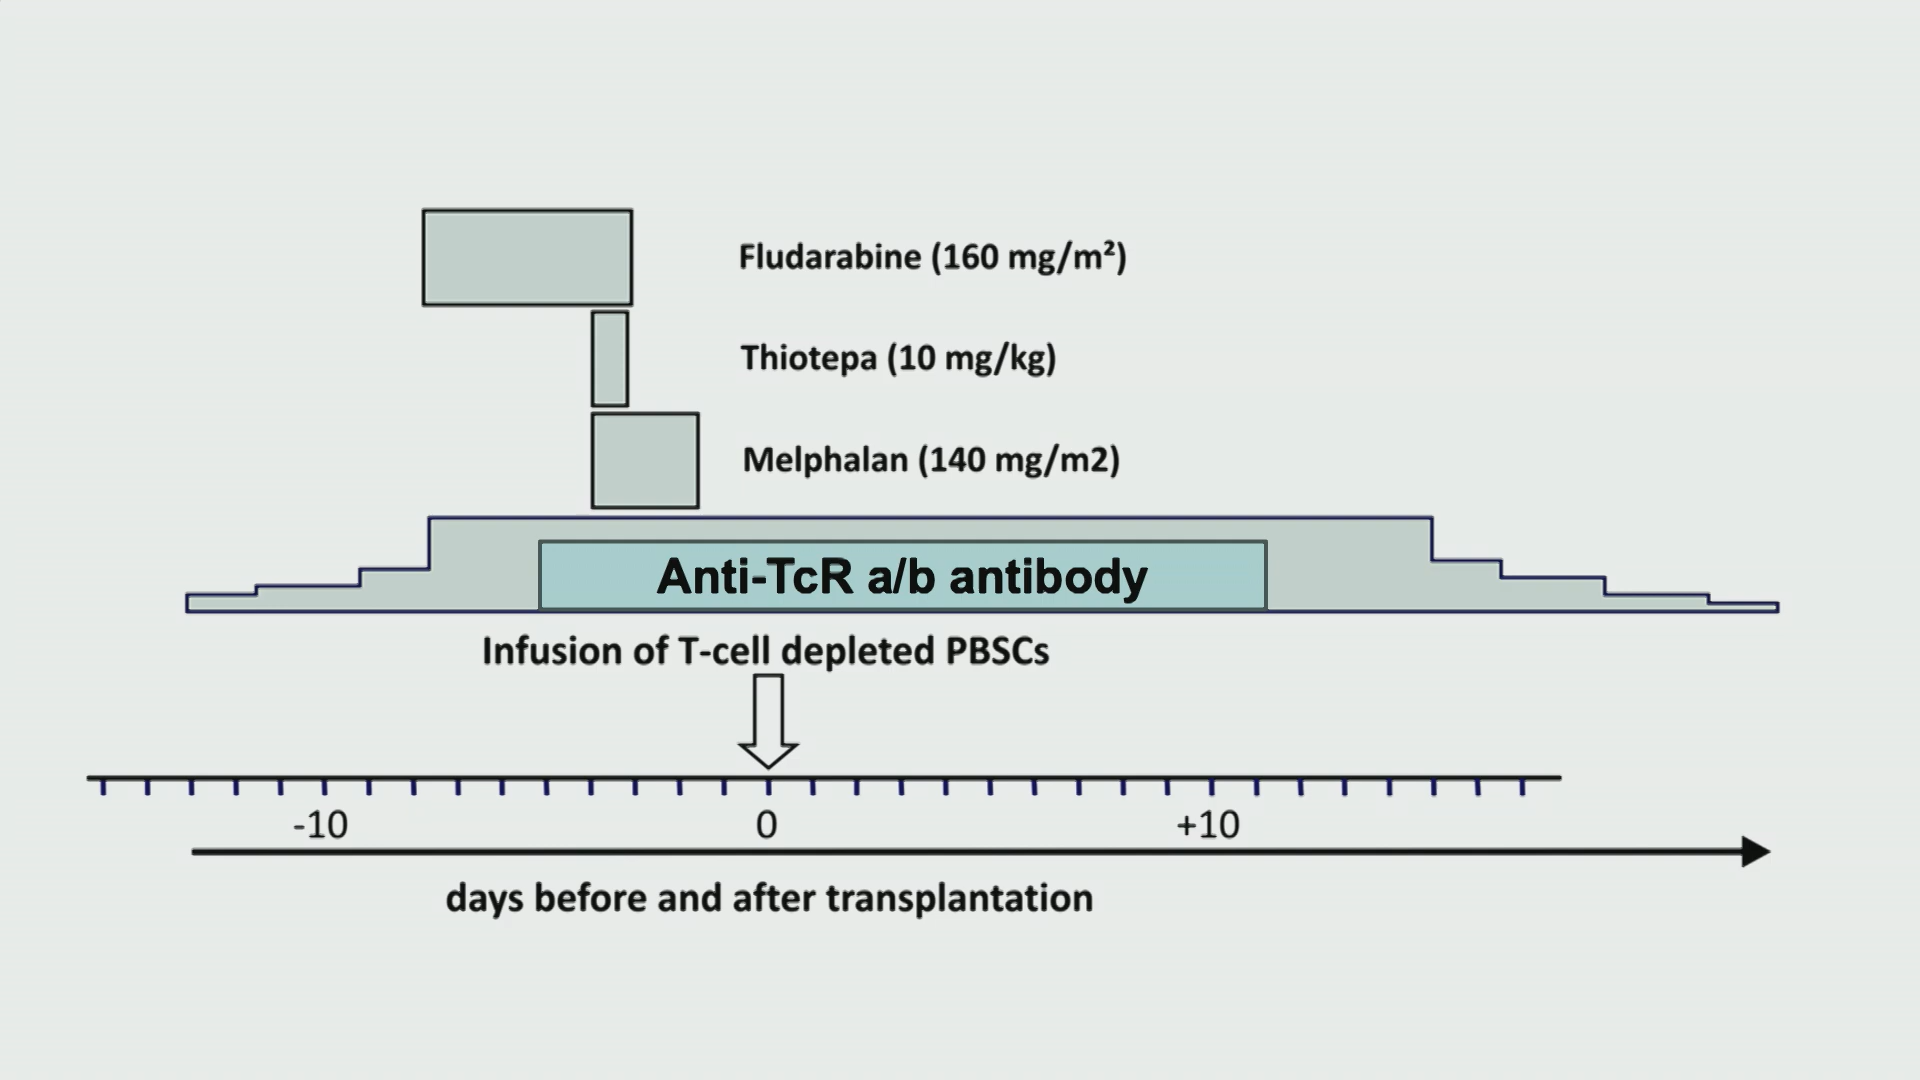 Fludarabine (160 mg/m²)
Thiotepa (10 mg/kg)
Melphalan (140 mg/m2)
Anti-TcR a/b antibody
Infusion of T-cell depleted PBSCs
-10 0 +10
days before and after transplantation